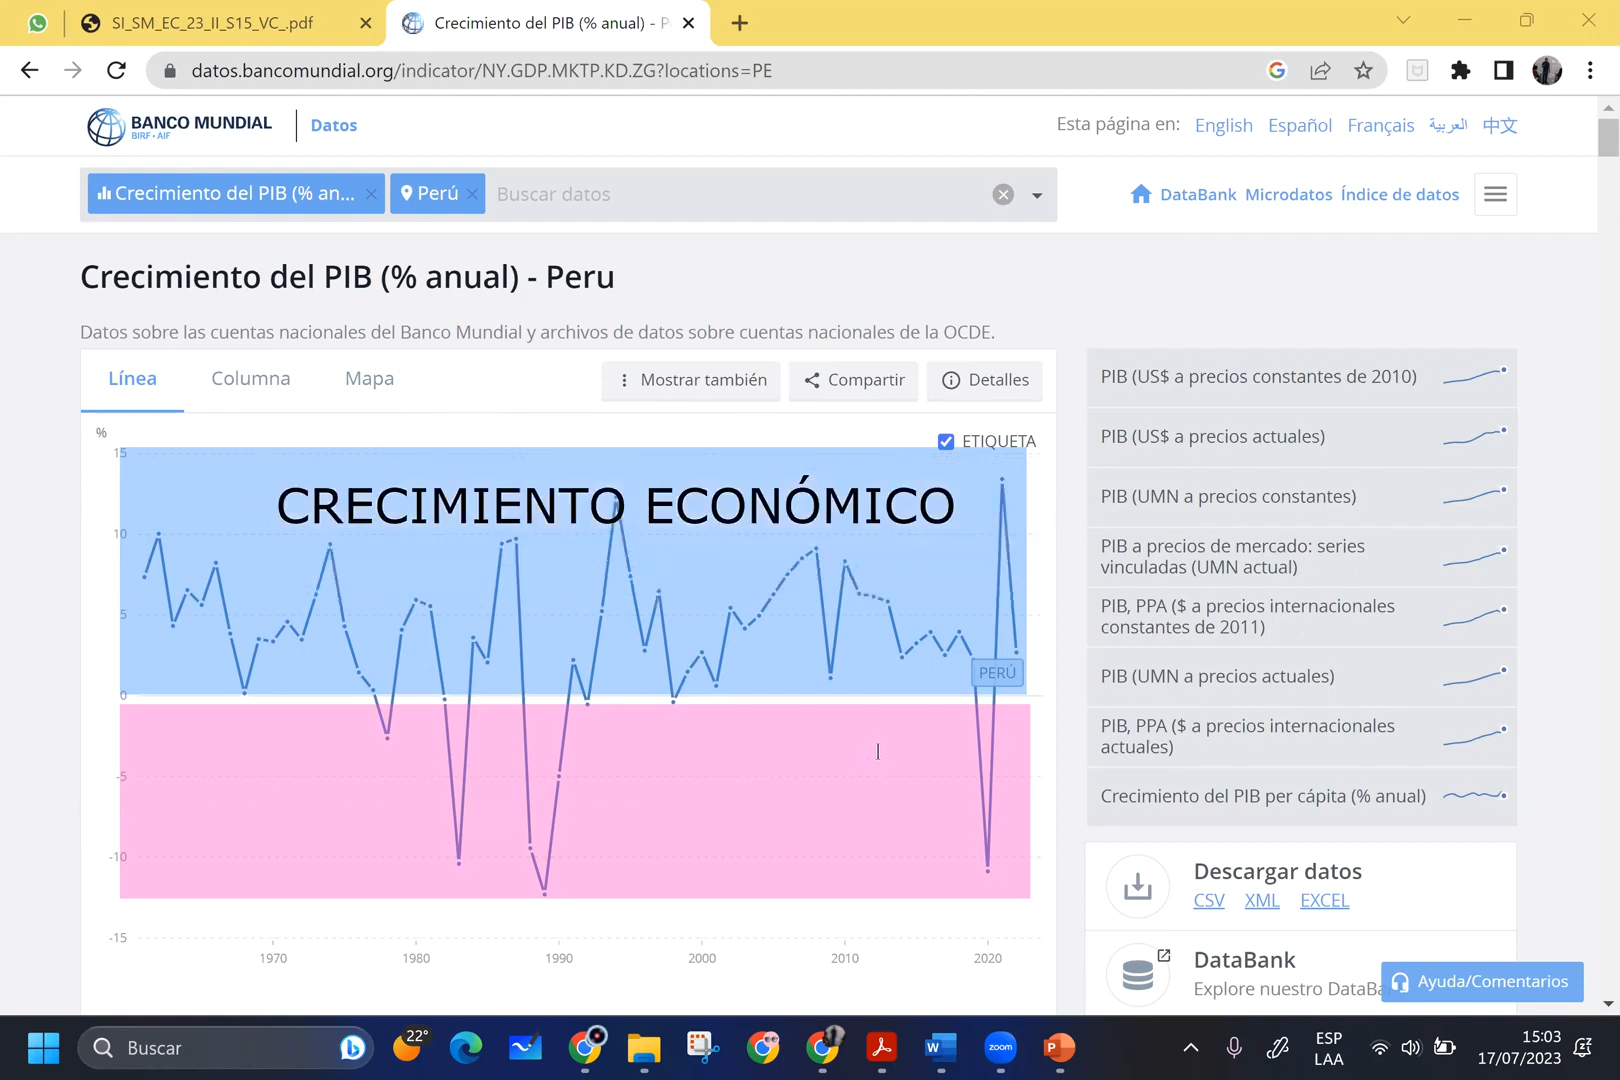 SI_SM_EC_23_II_S15_VC_.pdf
Crecimiento del PIB (% anual) - P
datos.bancomundial.org/indicator/NY.GDP.MKTP.KD.ZG?locations=PE
BANCO MUNDIAL
BIRF • AIF
Datos
Esta página en: English Español Français العربية 中文
Crecimiento del PIB (% an...
Perú
Buscar datos
DataBank Microdatos Índice de datos
Crecimiento del PIB (% anual) - Peru
Datos sobre las cuentas nacionales del Banco Mundial y archivos de datos sobre cuentas nacionales de la OCDE.
Línea
Columna
Mapa
Mostrar también
Compartir
Detalles
%
ETIQUETA
CRECIMIENTO ECONÓMICO
15
10
5
0
-5
-10
-15
PERÚ
1970
1980
1990
2000
2010
2020
PIB (US$ a precios constantes de 2010)
PIB (US$ a precios actuales)
PIB (UMN a precios constantes)
PIB a precios de mercado: series
vinculadas (UMN actual)
PIB, PPA ($ a precios internacionales
constantes de 2011)
PIB (UMN a precios actuales)
PIB, PPA ($ a precios internacionales
actuales)
Crecimiento del PIB per cápita (% anual)
Descargar datos
CSV XML EXCEL
DataBank
Explore nuestro DataBa
Ayuda/Comentarios
Buscar
22°
zoom
ESP
LAA
15:03
17/07/2023